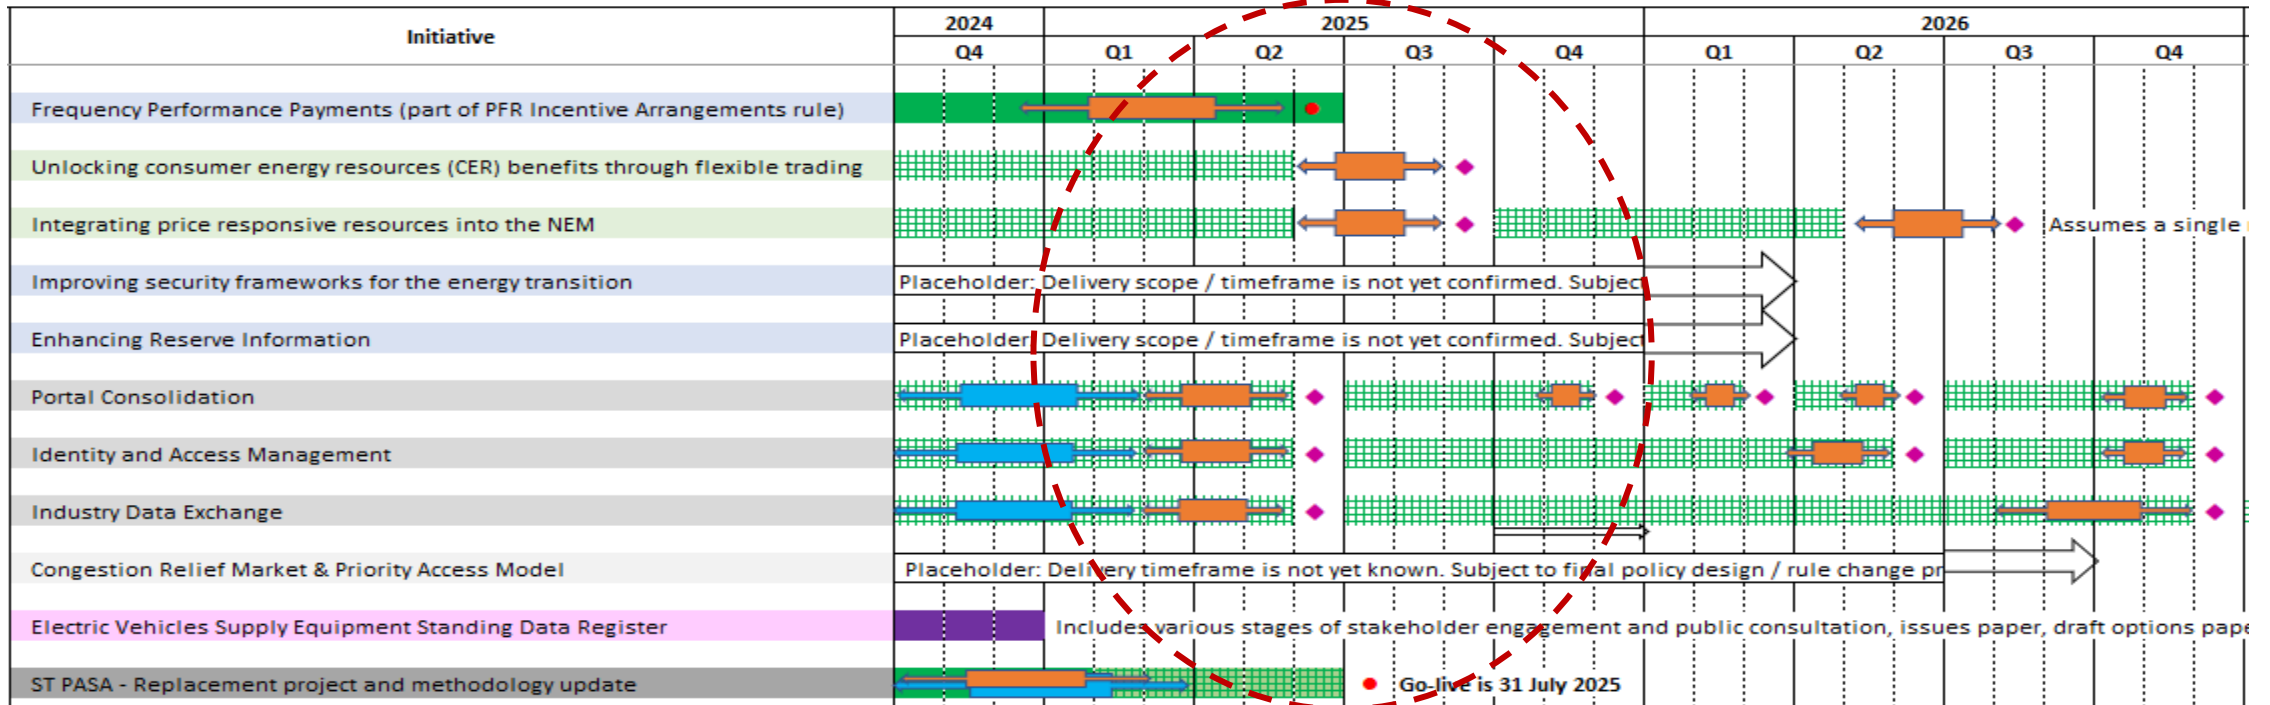 Initiative
2024 2025 2026
Q4 Q1 Q2 Q3 Q4 Q1 Q2 Q3 Q4
Frequency Performance Payments (part of PFR Incentive Arrangements rule)
Unlocking consumer energy resources (CER) benefits through flexible trading
Integrating price responsive resources into the NEM Assumes a single
Improving security frameworks for the energy transition Placeholder: Delivery scope / timeframe is not yet confirmed. Subject
Enhancing Reserve Information Placeholder: Delivery scope / timeframe is not yet confirmed. Subject
Portal Consolidation
Identity and Access Management
Industry Data Exchange
Congestion Relief Market & Priority Access Model Placeholder: Delivery timeframe is not yet known. Subject to final policy design / rule change pr
Electric Vehicles Supply Equipment Standing Data Register Includes various stages of stakeholder engagement and public consultation, issues paper, draft options pape
ST PASA - Replacement project and methodology update Go-live is 31 July 2025